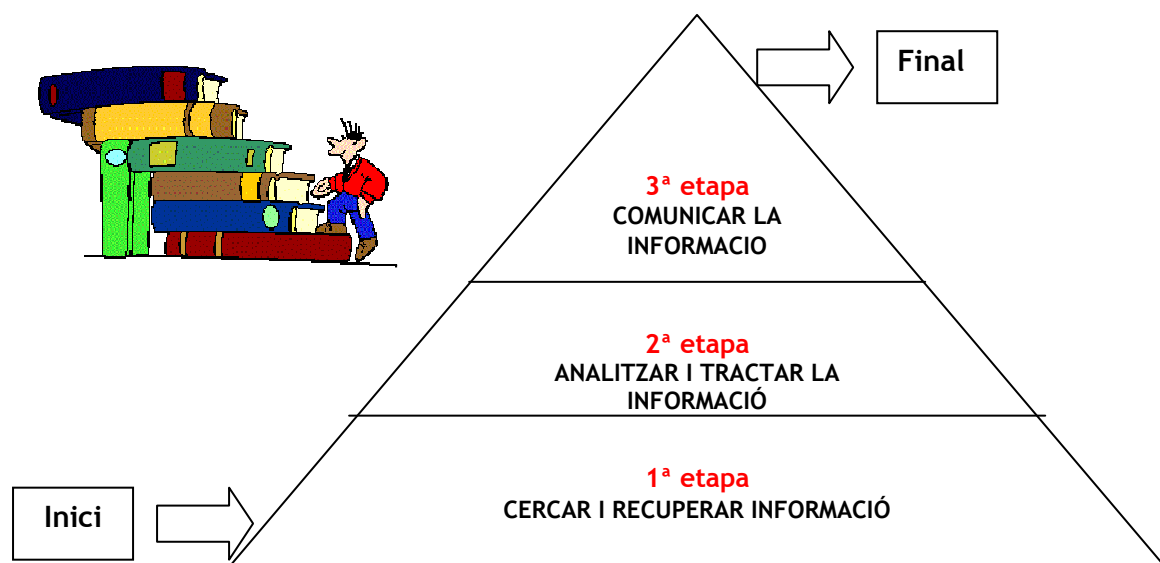 Final
3ª etapa
COMUNICAR LA
INFORMACIO
2ª etapa
ANALITZAR I TRACTAR LA
INFORMACIÓ
1ª etapa
CERCAR I RECUPERAR INFORMACIÓ
Inici